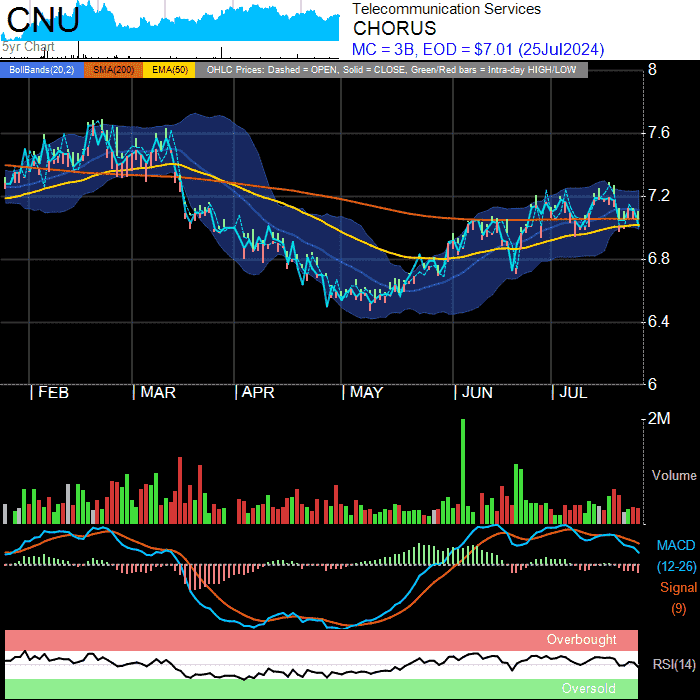 CNU
5yr Chart
Telecommunication Services
CHORUS
MC = 3B, EOD = $7.01 (25Jul2024)
BollBands(20,2) SMA(200) EMA(50) OHLC Prices: Dashed = OPEN, Solid = CLOSE, Green/Red bars = Intra-day HIGH/LOW
8
7.6
7.2
6.8
6.4
6
| FEB | MAR | APR | MAY | JUN | JUL
2M
Volume
MACD
(12-26)
Signal
(9)
Overbought
RSI(14)
Oversold